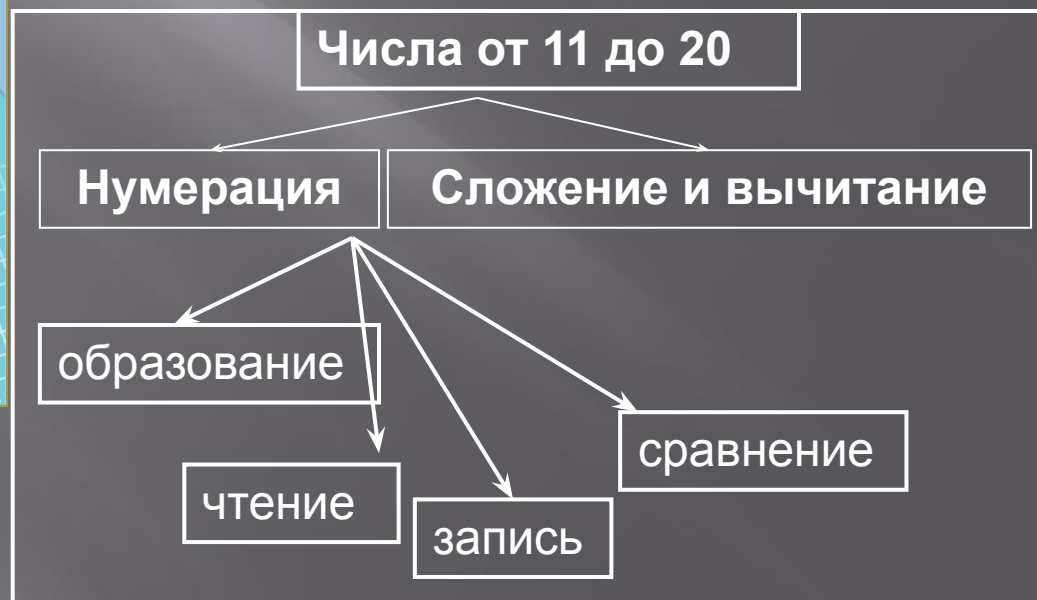 Числа от 11 до 20
Нумерация
Сложение и вычитание
образование
чтение
запись
сравнение